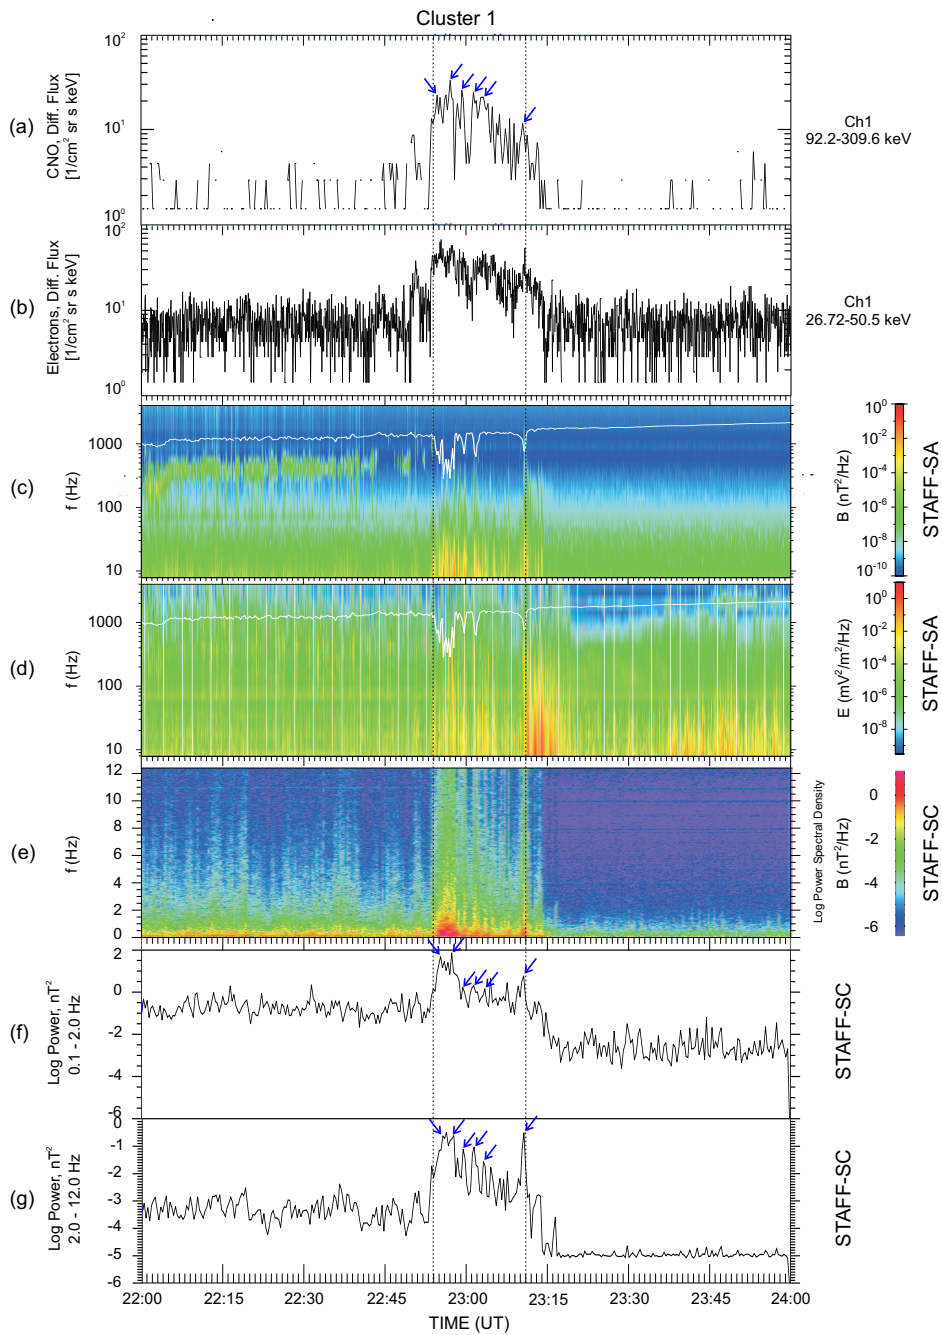 Cluster 1
(a)
CNO, Diff. Flux
[1/cm² sr s keV]
10²
10¹
10⁰
Ch1
92.2-309.6 keV
(b)
Electrons, Diff. Flux
[1/cm² sr s keV]
10²
10¹
10⁰
Ch1
26.72-50.5 keV
(c)
f (Hz)
1000
100
10
10⁰
10⁻²
10⁻⁴
10⁻⁶
10⁻⁸
10⁻¹⁰
B (nT²/Hz)
STAFF-SA
(d)
f (Hz)
1000
100
10
10⁰
10⁻²
10⁻⁴
10⁻⁶
10⁻⁸
E (mV²/m²/Hz)
STAFF-SA
(e)
f (Hz)
12
10
8
6
4
2
0
Log Power Spectral Density
B (nT²/Hz)
0
-2
-4
-6
STAFF-SC
(f)
Log Power, nT²
0.1 - 2.0 Hz
2
0
-2
-4
-6
STAFF-SC
(g)
Log Power, nT²
2.0 - 12.0 Hz
0
-1
-2
-3
-4
-5
-6
STAFF-SC
22:00 22:15 22:30 22:45 23:00 23:15 23:30 23:45 24:00
TIME (UT)